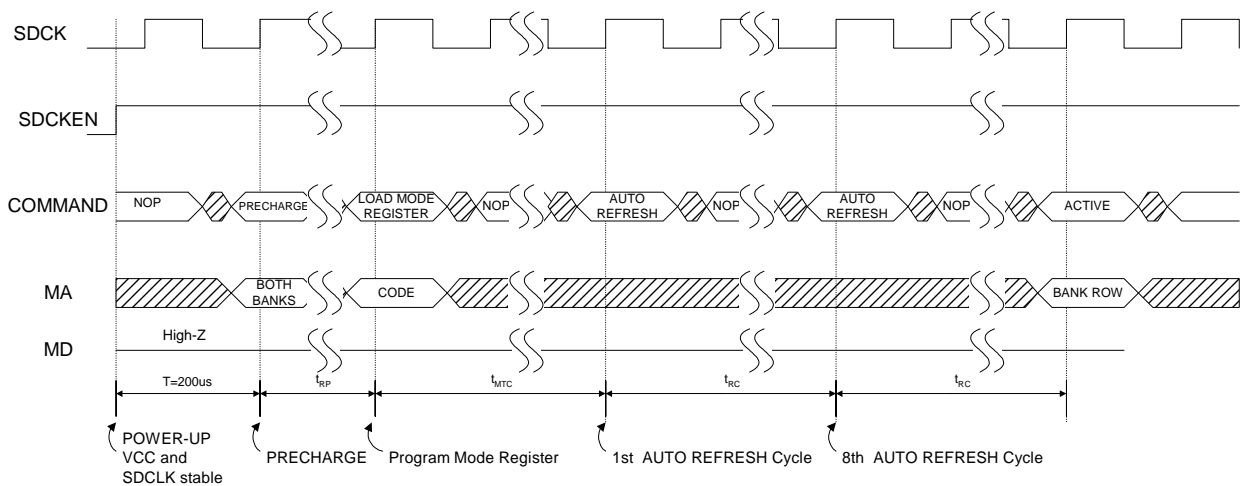 SDCK
SDCKEN
COMMAND
NOP
PRECHARGE
LOAD MODE
REGISTER
NOP
AUTO
REFRESH
NOP
AUTO
REFRESH
NOP
ACTIVE
MA
BOTH
BANKS
CODE
BANK ROW
MD
High-Z
T=200us
tRP
tMTC
tRC
tRC
POWER-UP
VCC and
SDCLK stable
PRECHARGE
Program Mode Register
1st AUTO REFRESH Cycle
8th AUTO REFRESH Cycle